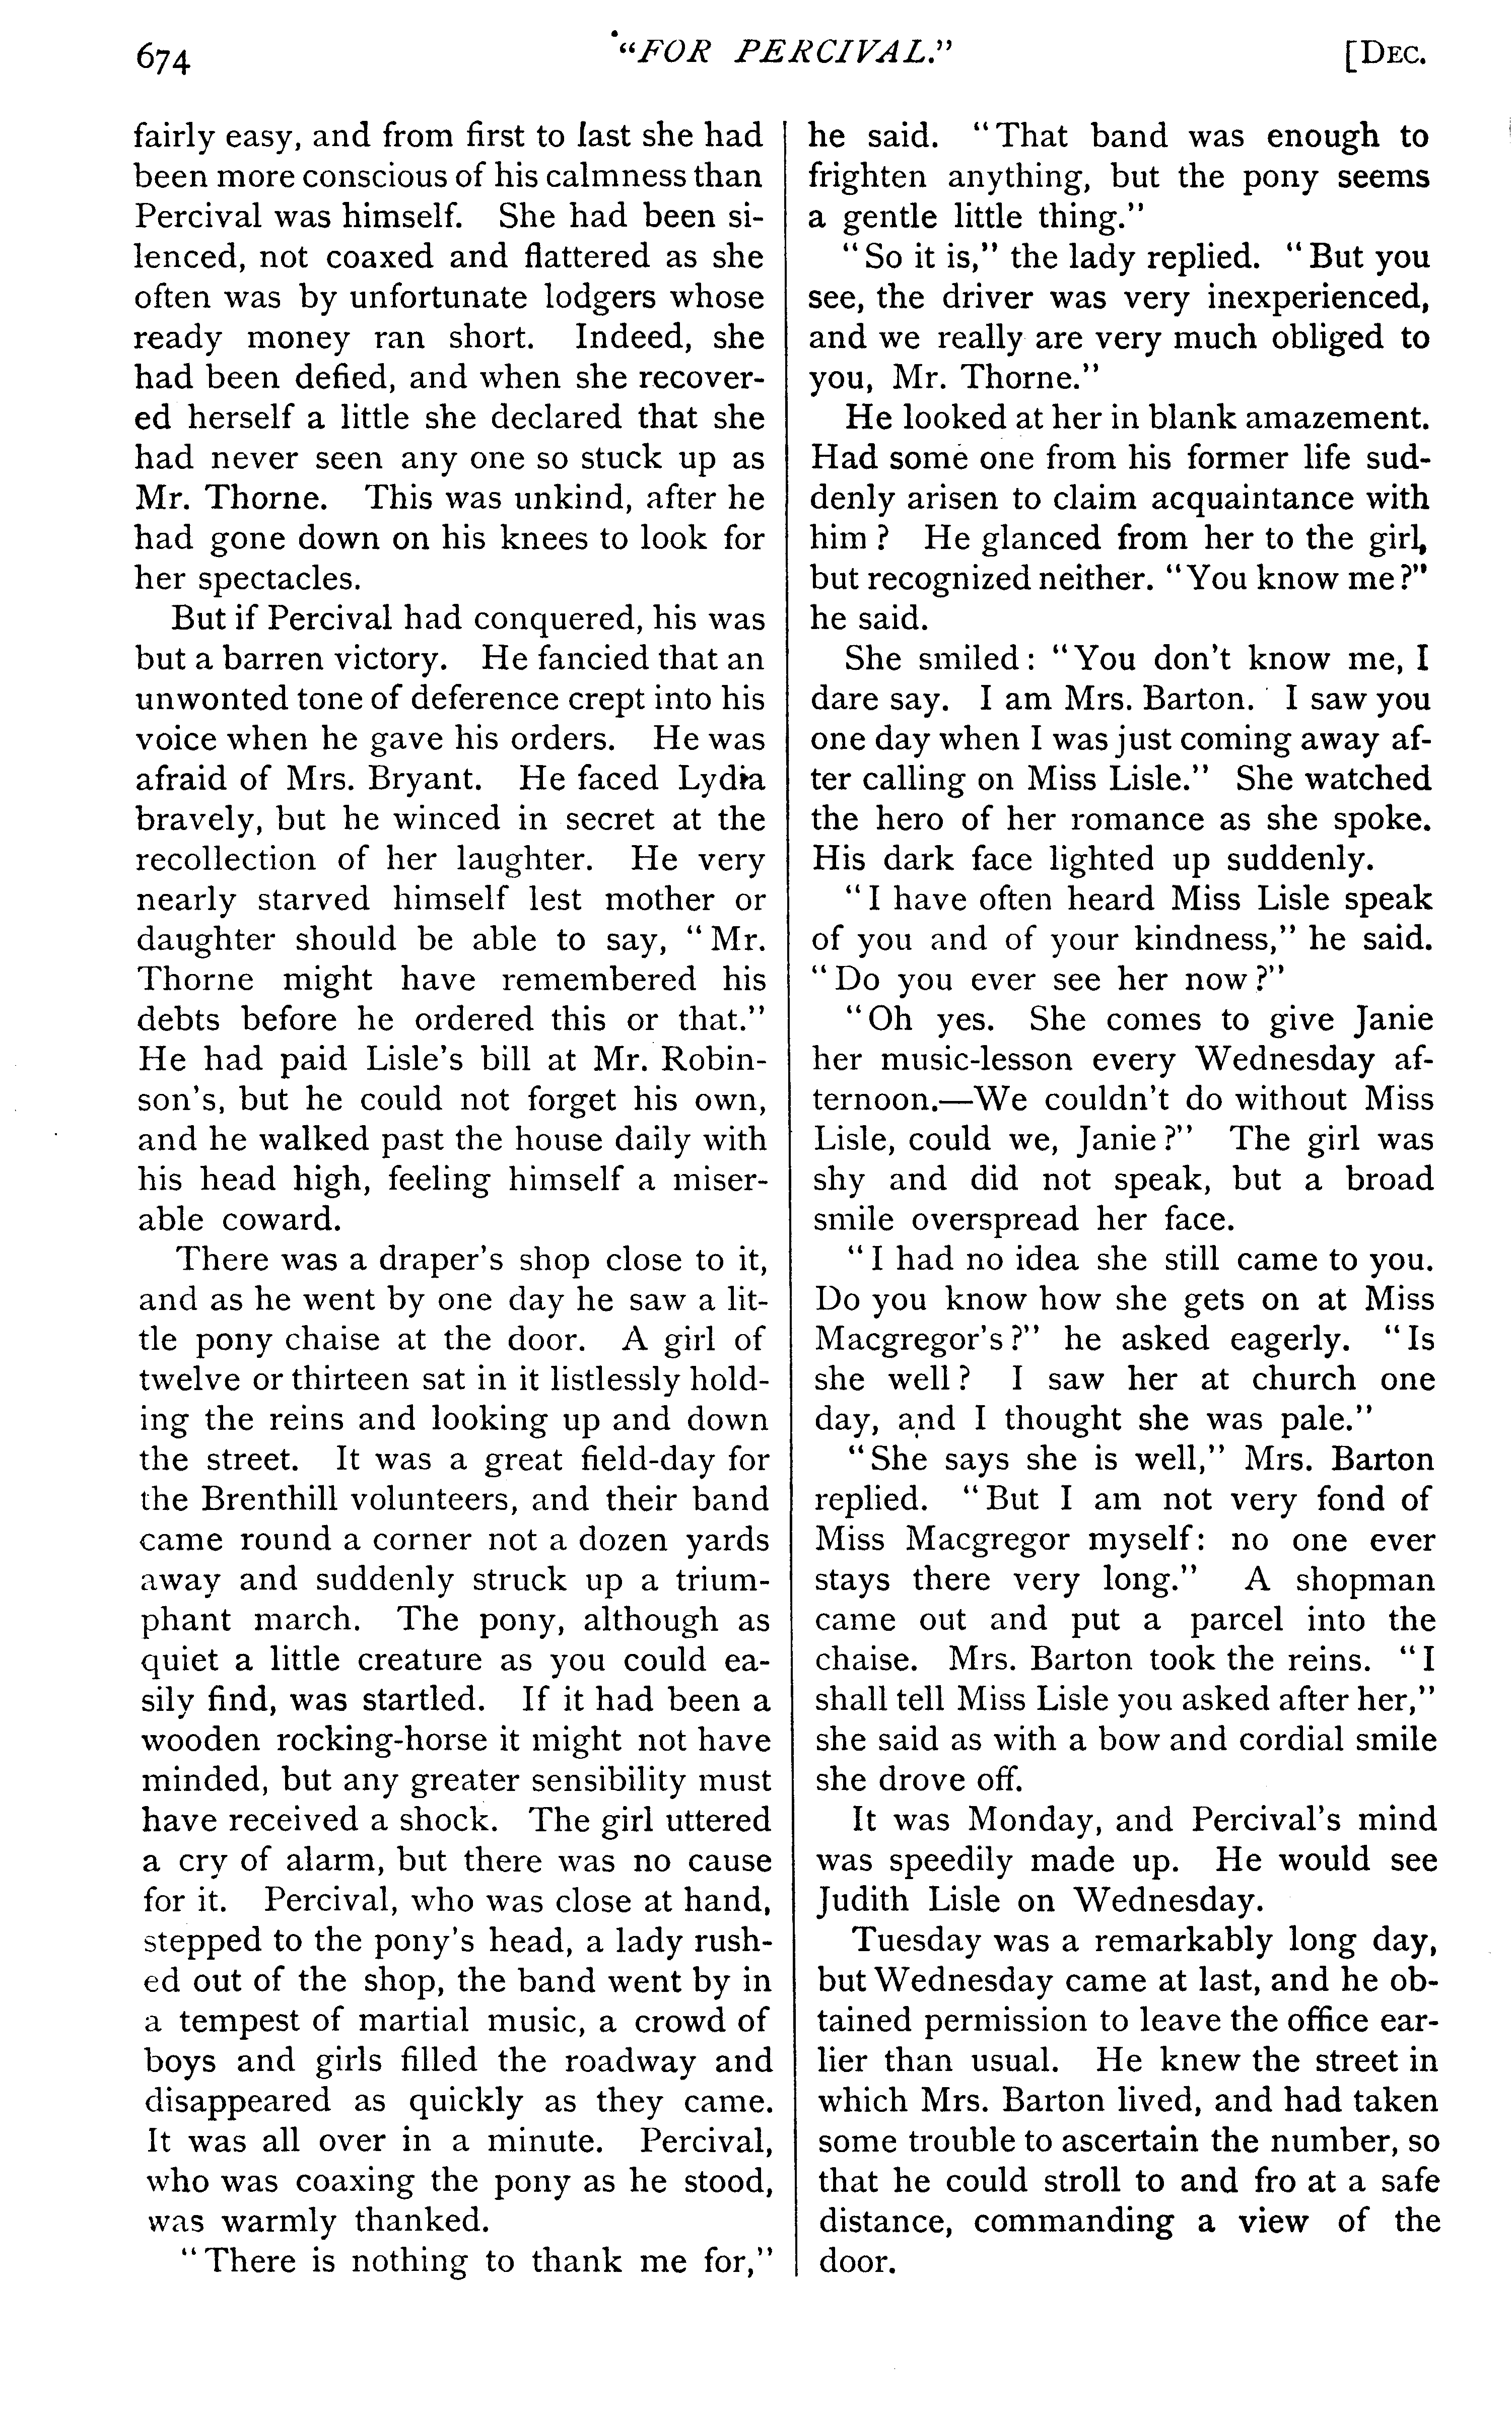 674
"FOR PERCIVAL."
[DEC.
fairly easy, and from first to last she had
been more conscious of his calmness than
Percival was himself. She had been si-
lenced, not coaxed and flattered as she
often was by unfortunate lodgers whose
ready money ran short. Indeed, she
had been defied, and when she recover-
ed herself a little she declared that she
had never seen any one so stuck up as
Mr. Thorne. This was unkind, after he
had gone down on his knees to look for
her spectacles.
But if Percival had conquered, his was
but a barren victory. He fancied that an
unwonted tone of deference crept into his
voice when he gave his orders. He was
afraid of Mrs. Bryant. He faced Lydia
bravely, but he winced in secret at the
recollection of her laughter. He very
nearly starved himself lest mother or
daughter should be able to say, "Mr.
Thorne might have remembered his
debts before he ordered this or that."
He had paid Lisle's bill at Mr. Robin-
son's, but he could not forget his own,
and he walked past the house daily with
his head high, feeling himself a miser-
able coward.
There was a draper's shop close to it,
and as he went by one day he saw a lit-
tle pony chaise at the door. A girl of
twelve or thirteen sat in it listlessly hold-
ing the reins and looking up and down
the street. It was a great field-day for
the Brenthill volunteers, and their band
came round a corner not a dozen yards
away and suddenly struck up a trium-
phant march. The pony, although as
quiet a little creature as you could ea-
sily find, was startled. If it had been a
wooden rocking-horse it might not have
minded, but any greater sensibility must
have received a shock. The girl uttered
a cry of alarm, but there was no cause
for it. Percival, who was close at hand,
stepped to the pony's head, a lady rush-
ed out of the shop, the band went by in
a tempest of martial music, a crowd of
boys and girls filled the roadway and
disappeared as quickly as they came.
It was all over in a minute. Percival,
who was coaxing the pony as he stood,
was warmly thanked.
"There is nothing to thank me for,"
he said. "That band was enough to
frighten anything, but the pony seems
a gentle little thing."
"So it is," the lady replied. "But you
see, the driver was very inexperienced,
and we really are very much obliged to
you, Mr. Thorne."
He looked at her in blank amazement.
Had some one from his former life sud-
denly arisen to claim acquaintance with
him? He glanced from her to the girl,
but recognized neither. "You know me?"
he said.
She smiled: "You don't know me, I
dare say. I am Mrs. Barton. I saw you
one day when I was just coming away af-
ter calling on Miss Lisle." She watched
the hero of her romance as she spoke.
His dark face lighted up suddenly.
"I have often heard Miss Lisle speak
of you and of your kindness," he said.
"Do you ever see her now?"
"Oh yes. She comes to give Janie
her music-lesson every Wednesday af-
ternoon.—We couldn't do without Miss
Lisle, could we, Janie?" The girl was
shy and did not speak, but a broad
smile overspread her face.
"I had no idea she still came to you.
Do you know how she gets on at Miss
Macgregor's?" he asked eagerly. "Is
she well? I saw her at church one
day, and I thought she was pale."
"She says she is well," Mrs. Barton
replied. "But I am not very fond of
Miss Macgregor myself: no one ever
stays there very long." A shopman
came out and put a parcel into the
chaise. Mrs. Barton took the reins. "I
shall tell Miss Lisle you asked after her,"
she said as with a bow and cordial smile
she drove off.
It was Monday, and Percival's mind
was speedily made up. He would see
Judith Lisle on Wednesday.
Tuesday was a remarkably long day,
but Wednesday came at last, and he ob-
tained permission to leave the office ear-
lier than usual. He knew the street in
which Mrs. Barton lived, and had taken
some trouble to ascertain the number, so
that he could stroll to and fro at a safe
distance, commanding a view of the
door.